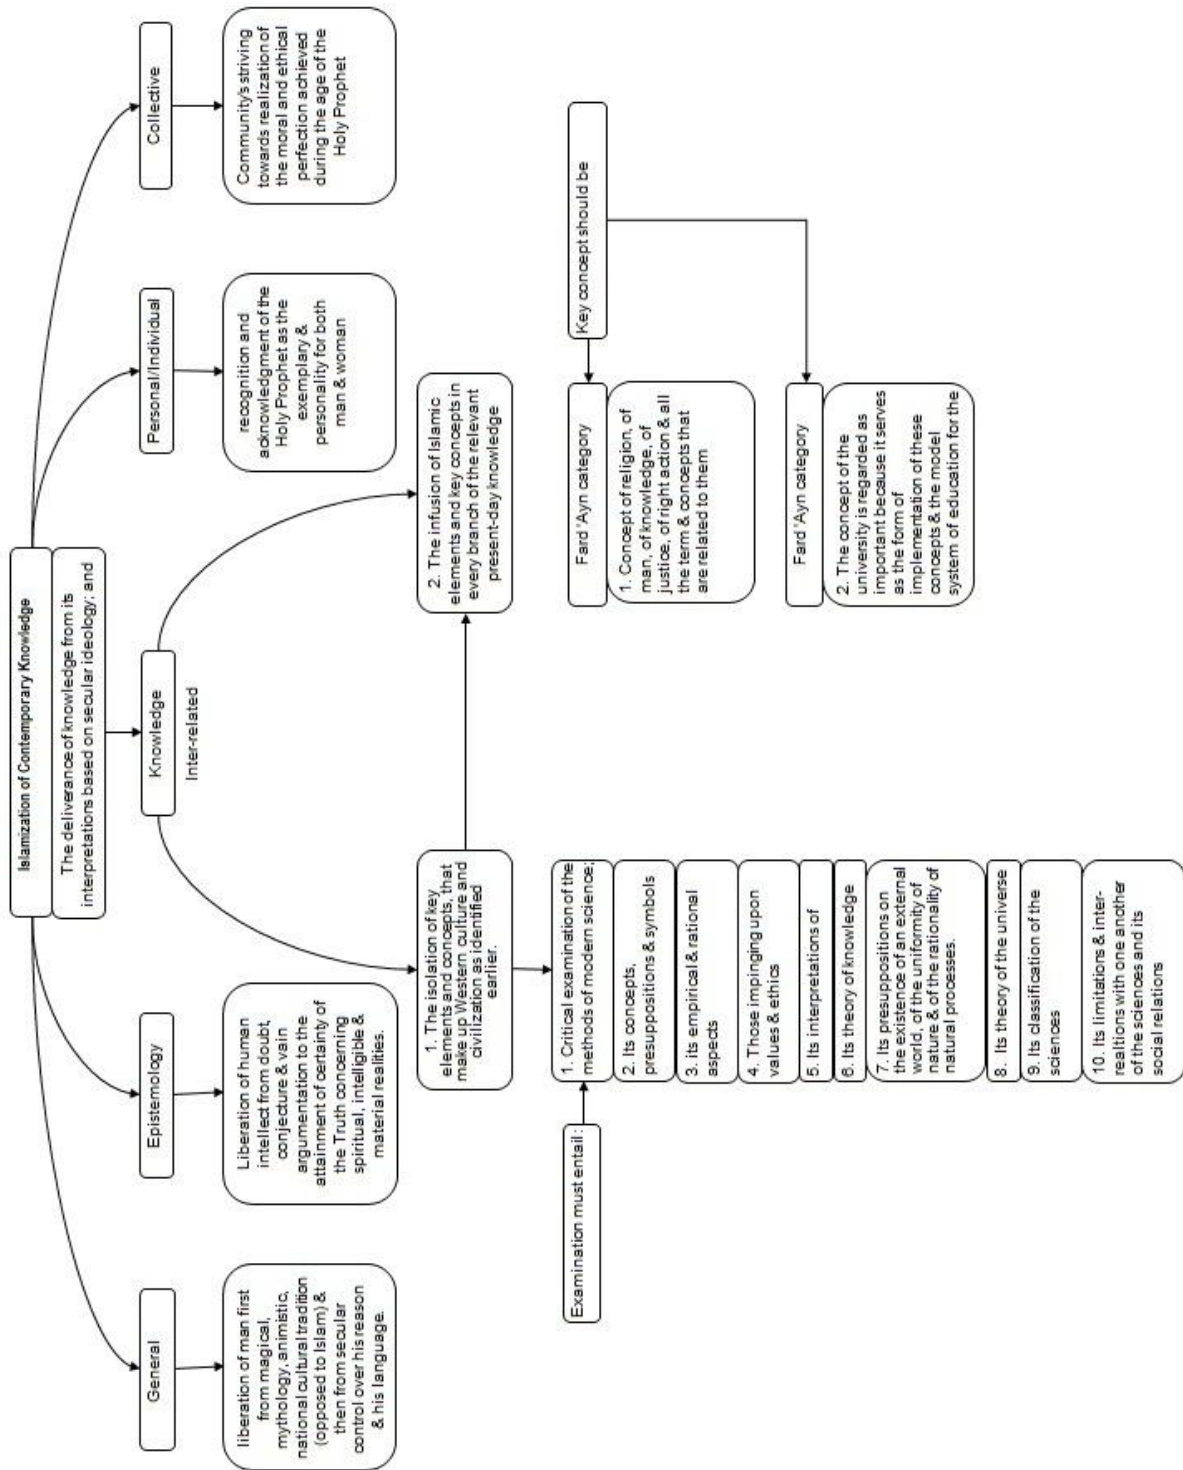 Islamization of Contemporary Knowledge
The deliverance of knowledge from its
interpretations based on secular ideology; and
General
liberation of man first
from magical,
mythology, animistic,
national cultural tradition
(opposed to Islam) &
then from secular
control over his reason
& his language.
Epistemology
Liberation of human
intellect from doubt,
conjecture & vain
argumentation to the
attainment of certainty of
the Truth concerning
spiritual, intelligible &
material realities.
Knowledge
Inter-related
Personal/Individual
recognition and
acknowledgment of the
Holy Prophet as the
exemplary &
personality for both
man & woman
Collective
Community's striving
towards realization of
the moral and ethical
perfection achieved
during the age of the
Holy Prophet
1. The isolation of key
elements and concepts, that
make up Western culture and
civilization as identified
earlier.
2. The infusion of Islamic
elements and key concepts in
every branch of the relevant
present-day knowledge
Examination must entail :
1. Critical examination of the
methods of modern science;
2. Its concepts,
presuppositions & symbols
3. its empirical & rational
aspects
4. Those impinging upon
values & ethics
5. Its interpretations of
6. Its theory of knowledge
7. Its presuppositions on
the existence of an external
world, of the uniformity of
nature & of the rationality of
natural processes.
8. Its theory of the universe
9. Its classification of the
sciences
10. Its limitations & inter-
realtions with one another
of the sciences and its
social relations
Key concept should be
Fard 'Ayn category
1. Concept of religion, of
man, of knowledge, of
justice, of right action & all
the term & concepts that
are related to them
Fard 'Ayn category
2. The concept of the
university is regarded as
important because it serves
as the form of
implementation of these
concepts & the model
system of education for the